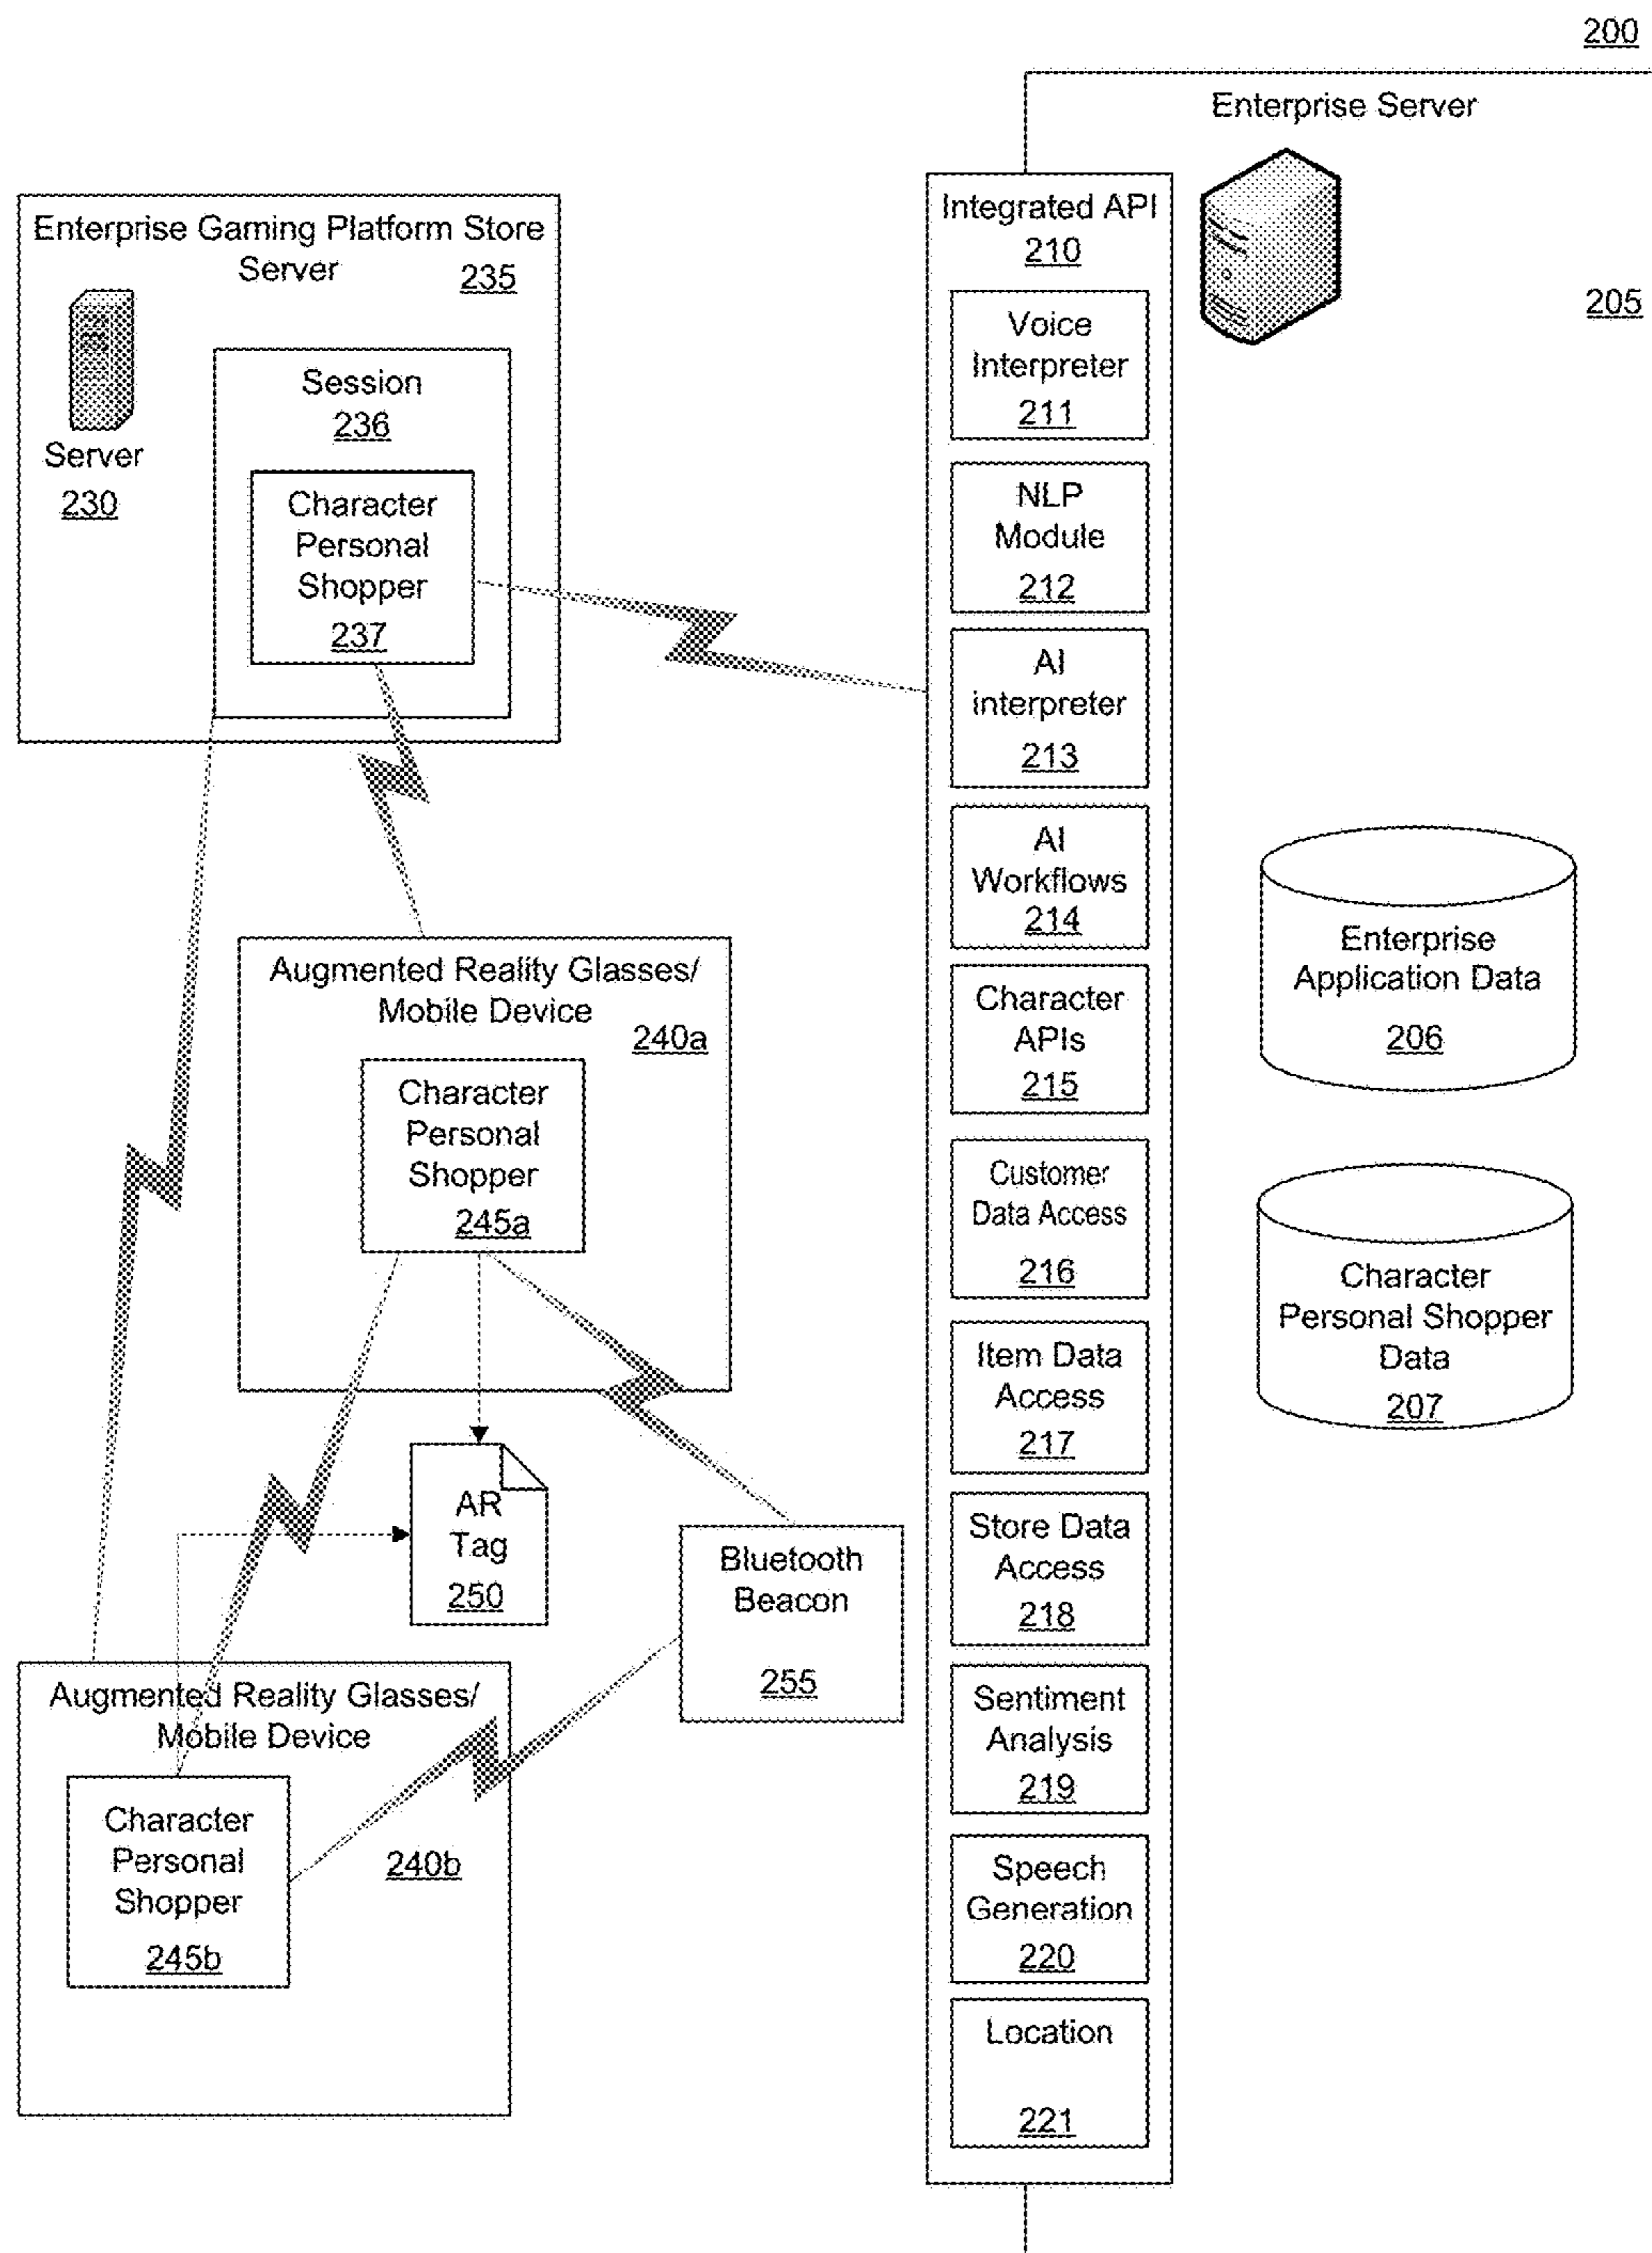 200
Enterprise Server
205
Enterprise Gaming Platform Store
Server
235
Server
230
Session
236
Character
Personal
Shopper
237
Augmented Reality Glasses/
Mobile Device
240a
Character
Personal
Shopper
245a
AR
Tag
250
Bluetooth
Beacon
255
Augmented Reality Glasses/
Mobile Device
240b
Character
Personal
Shopper
245b
Integrated API
210
Voice
Interpreter
211
NLP
Module
212
AI
interpreter
213
AI
Workflows
214
Character
APIs
215
Customer
Data Access
216
Item Data
Access
217
Store Data
Access
218
Sentiment
Analysis
219
Speech
Generation
220
Location
221
Enterprise
Application Data
206
Character
Personal Shopper
Data
207